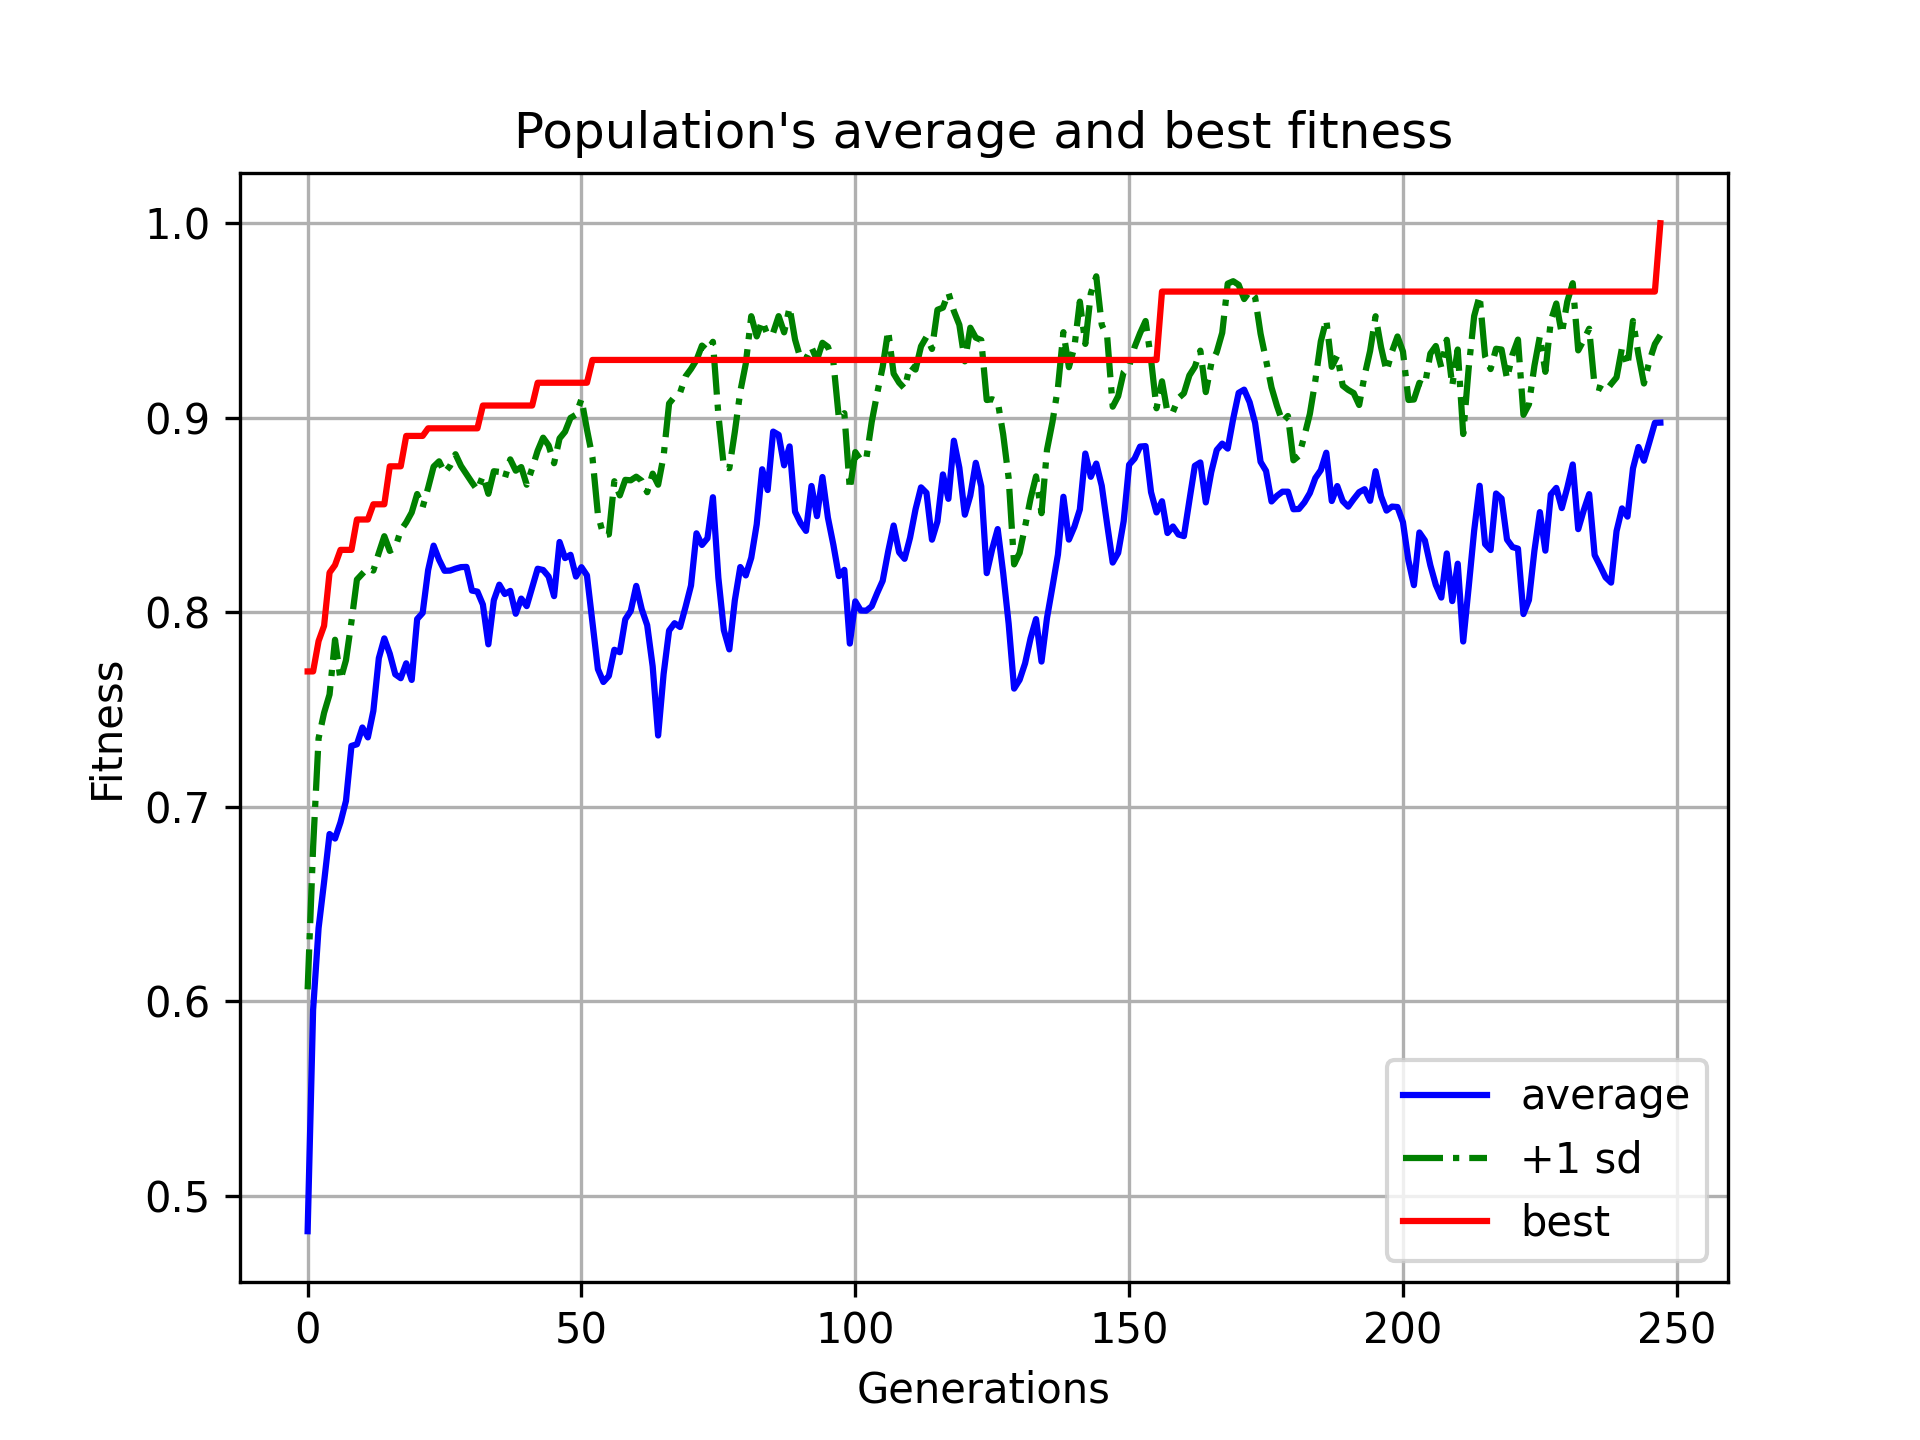 Population's average and best fitness
1.0
0.9
0.8
0.7
0.6
0.5
Fitness
average
+1 sd
best
0 50 100 150 200 250
Generations